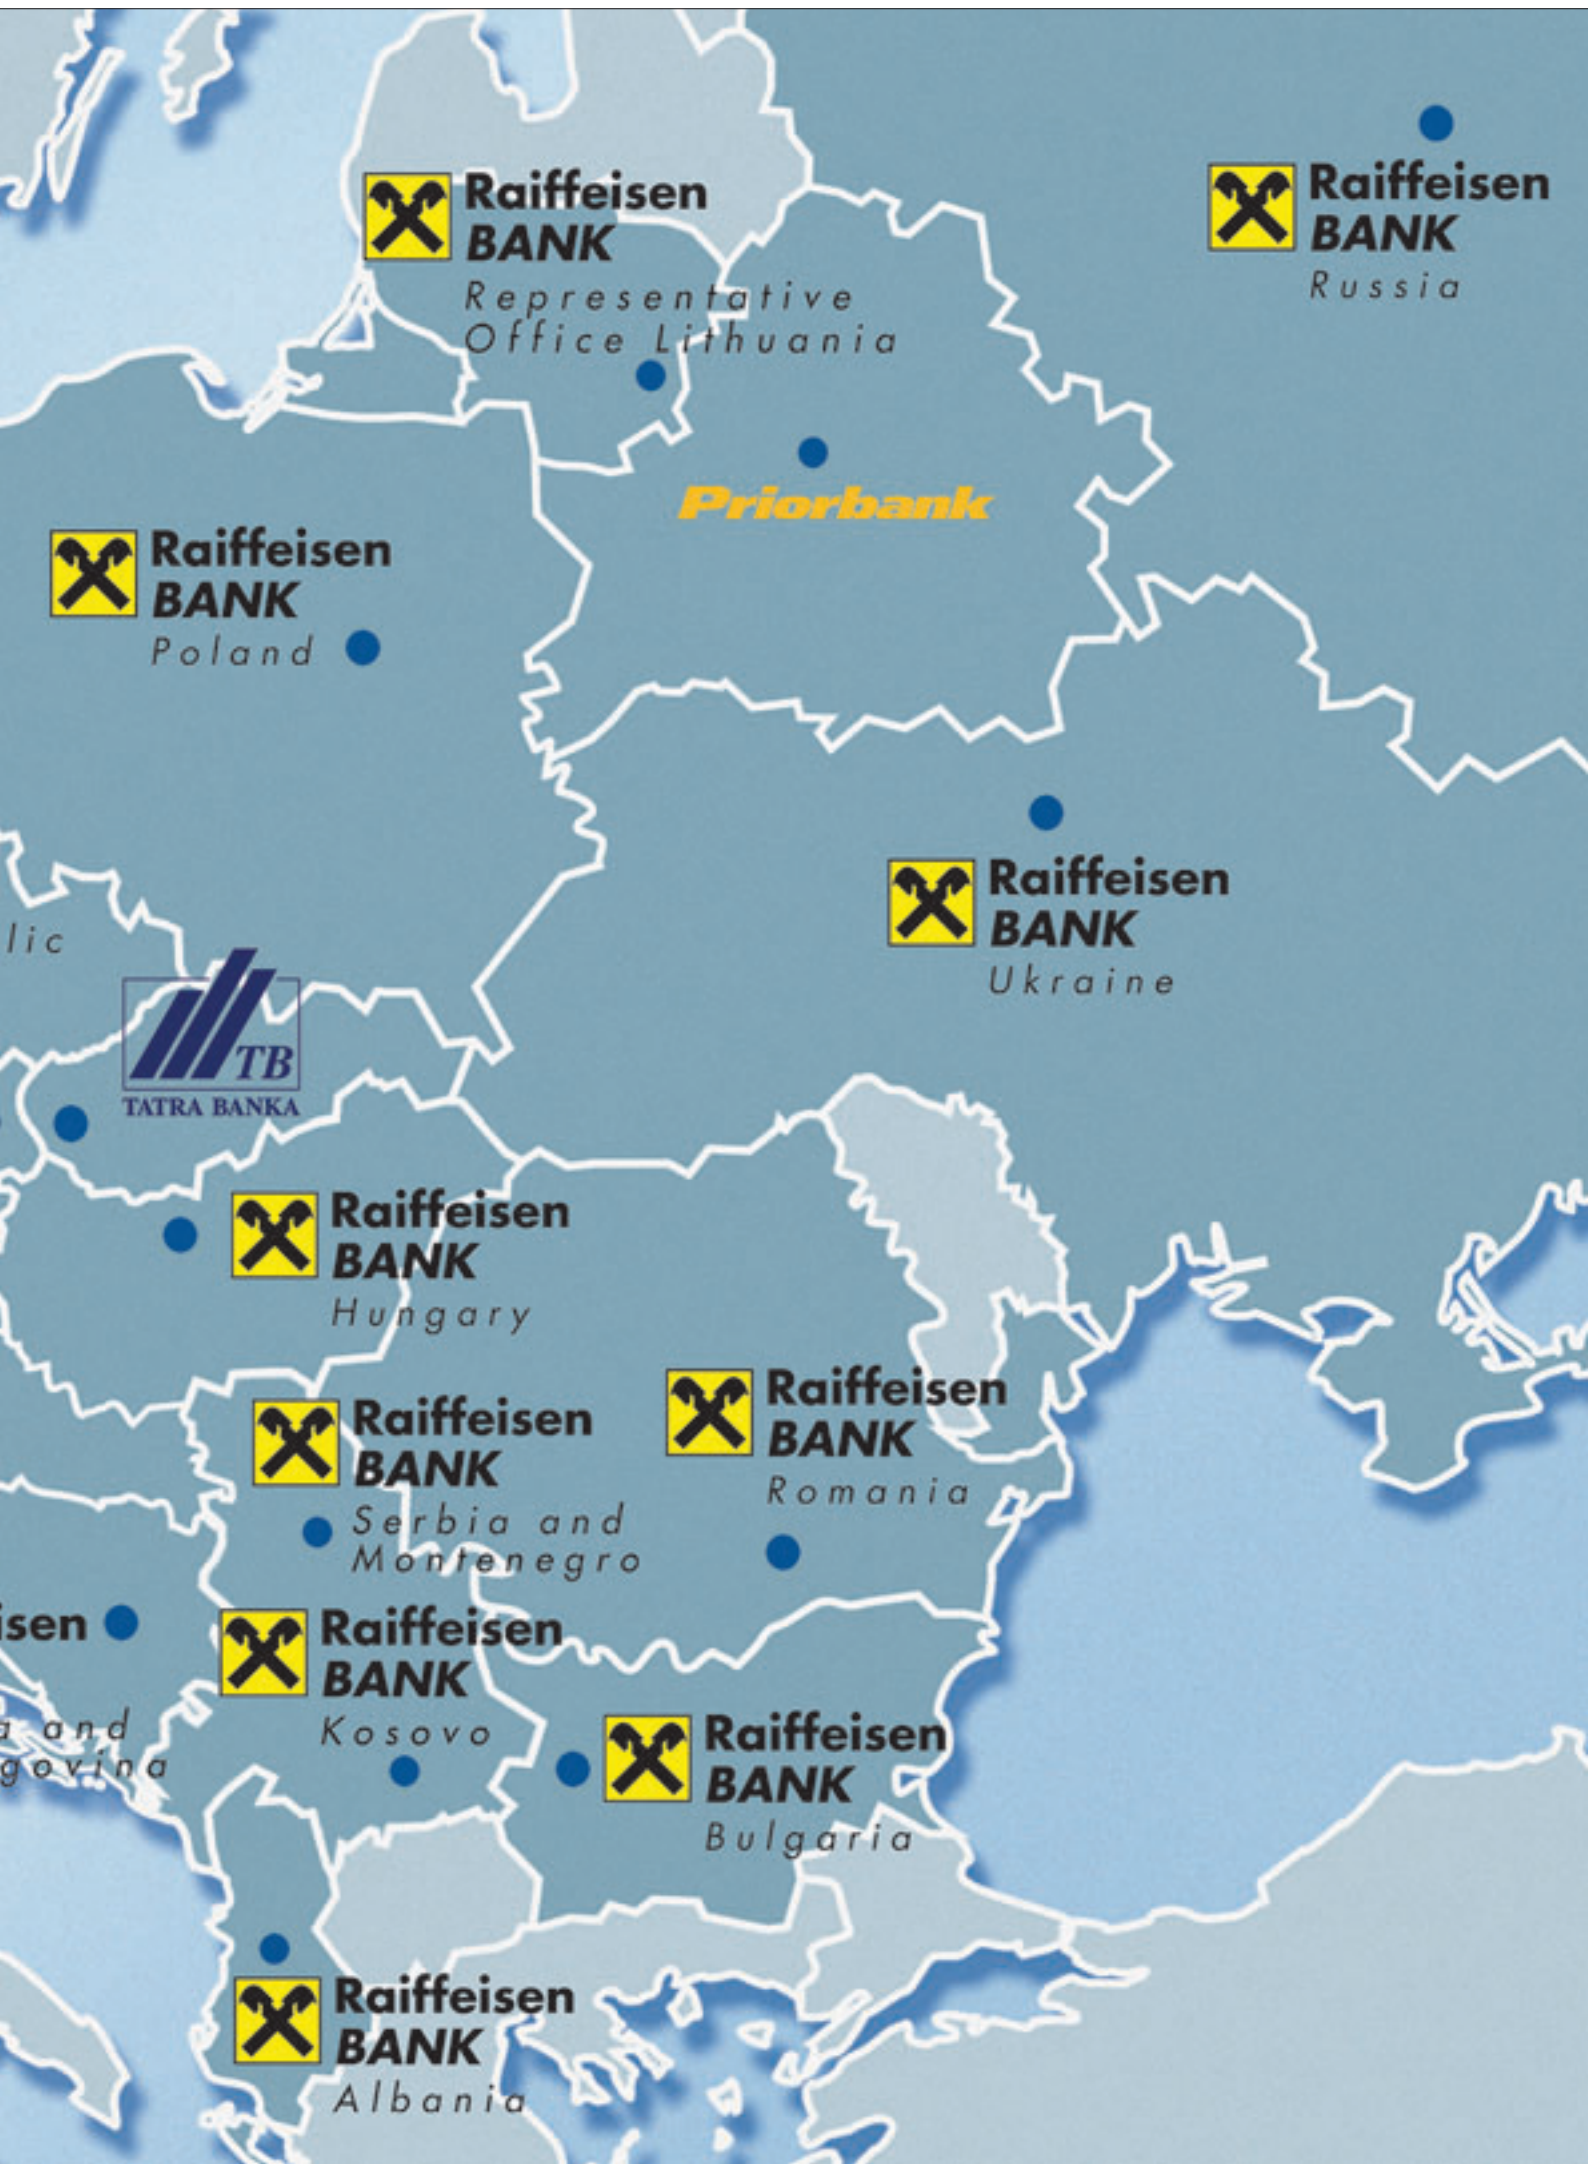 Raiffeisen
BANK
Representative
Office Lithuania
Raiffeisen
BANK
Russia
Priorbank
Raiffeisen
BANK
Poland
Raiffeisen
BANK
Ukraine
lic
TB
TATRA BANKA
Raiffeisen
BANK
Hungary
Raiffeisen
BANK
Romania
Raiffeisen
BANK
Serbia and
Montenegro
isen
a and
govina
Raiffeisen
BANK
Kosovo
Raiffeisen
BANK
Bulgaria
Raiffeisen
BANK
Albania